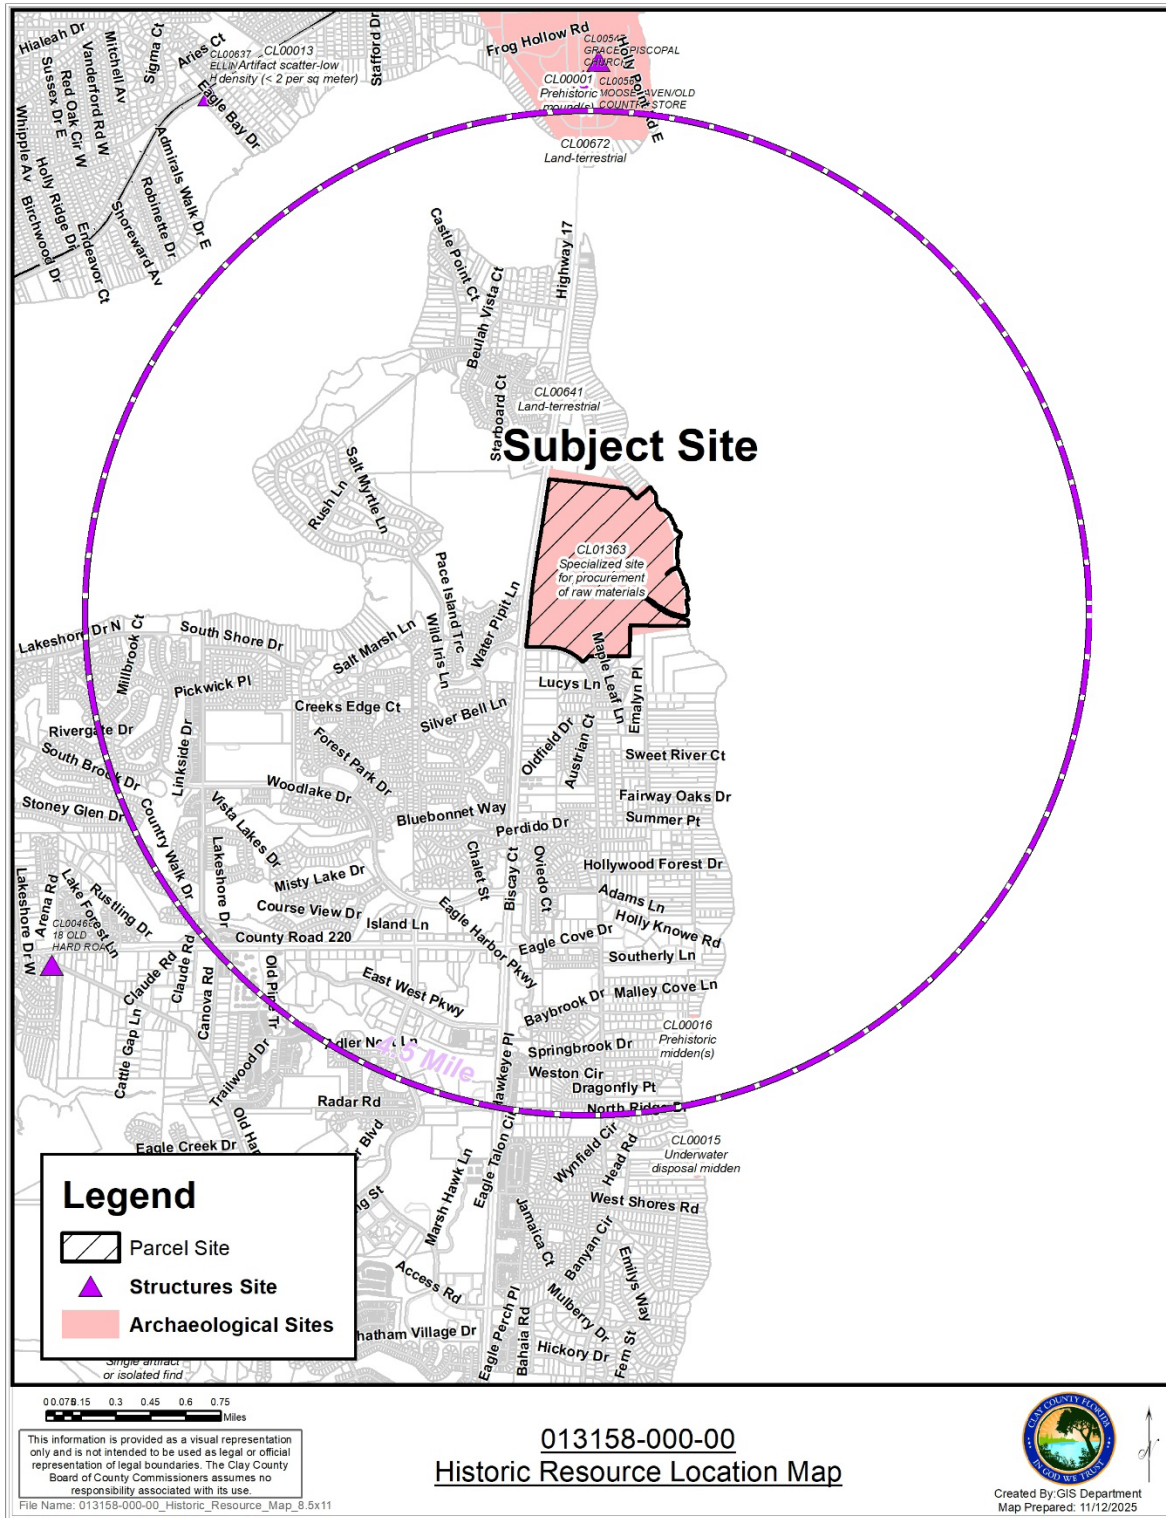 Hialeah Dr
Mitchell Av
Vanderford Rd W
Red Oak Cir W
Sussex Dr E
Whipple Av
Holly Ridge Dr
Birchwood Dr
Endeavor Ct
Sigma Ct
Aries Ct
CL00637
CL00013
Artifact scatter-low
density (< 2 per sq meter)
Eagle Bay Dr
Stafford Dr
Admirals Walk Dr E
Robinette Dr
Shoreward Av
Frog Hollow Rd
GRACE EPISCOPAL
CHURCH
CL00001
Prehistoric
mound(s)
COUNTRY STORE
CL00672
Land-terrestrial
Castle Point Ct
Beulah Vista Ct
Highway 17
Starboard Ct
CL00641
Land-terrestrial
Subject Site
Salt Myrtle Ln
Rush Ln
CL01363
Specialized site
for procurement
of raw materials
Pace Island Trc
Wild Iris Ln
Water Pipit Ln
Salt Marsh Ln
Lakeshore Dr N
Millbrook Ct
South Shore Dr
Pickwick Pl
Creeks Edge Ct
Silver Bell Ln
Lucys Ln
Maple Leaf Ln
Emalyn Pl
Rivergate Dr
South Brook Dr
Linkside Dr
Forest Park Dr
Oldfield Dr
Austrian Ct
Sweet River Ct
Stoney Glen Dr
Country Walk Dr
Woodlake Dr
Vista Lakes Dr
Bluebonnet Way
Perdido Dr
Fairway Oaks Dr
Summer Pt
Lakeshore Dr
Misty Lake Dr
Chalet St
Biscay Ct
Oviedo Ct
Hollywood Forest Dr
Lakeshore Dr W
Arena Rd
Lake Forest Ln
Rustling Dr
Course View Dr
Island Ln
Eagle Harbor Pkwy
Adams Ln
Holly Knowe Rd
18 OLD
County Road 220
Eagle Cove Dr
Southerly Ln
Claude Rd
Claude Rd
Canova Rd
Cattle Gap Ln
East West Pkwy
Baybrook Dr
Malley Cove Ln
CL00016
Prehistoric
midden(s)
4.5 Mile
Hawkeye Pl
Springbrook Dr
Weston Cir
Dragonfly Pt
Trailwood Dr
Radar Rd
Eagle Creek Dr
Marsh Hawk Ln
Eagle Talon Cir
Wynfield Cir
Head Rd
CL00015
Underwater
disposal midden
West Shores Rd
Jamaica Ct
Banyan Cir
Emilys Way
Access Rd
Eagle Perch Pl
Bahaia Rd
Mulberry Dr
Hickory Dr
Fern St
hatham Village Dr
Legend
Parcel Site
Structures Site
Archaeological Sites
Single artifact
or isolated find
0 0.075 0.15 0.3 0.45 0.6 0.75
Miles
This information is provided as a visual representation
only and is not intended to be used as legal or official
representation of legal boundaries. The Clay County
Board of County Commissioners assumes no
responsibility associated with its use.
File Name: 013158-000-00_Historic_Resource_Map_8.5x11
013158-000-00
Historic Resource Location Map
CLAY COUNTY FLORIDA
IN GOD WE TRUST
N
Created By:GIS Department
Map Prepared: 11/12/2025